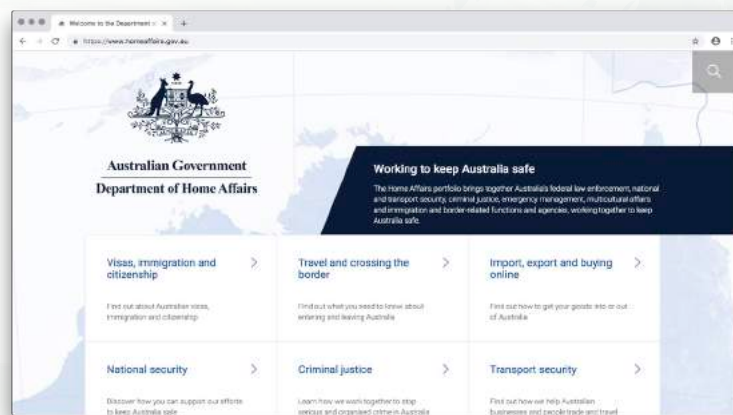 Welcome to the Department o
https://www.homeaffairs.gov.au
Australian Government
Department of Home Affairs
Working to keep Australia safe
The Home Affairs portfolio brings together Australia's federal law enforcement, national
and transport security, criminal justice, emergency management, multicultural affairs
and immigration and border-related functions and agencies, working together to keep
Australia safe.
Visas, immigration and
citizenship
Find out about Australian visas,
immigration and citizenship
Travel and crossing the
border
Find out what you need to know about
entering and leaving Australia
Import, export and buying
online
Find out how to get your goods into or out
of Australia
National security
Discover how you can support our efforts
to keep Australia safe
Criminal justice
Learn how we work together to stop
serious and organised crime in Australia
Transport security
Find out how we help Australian
businesses and people trade and travel